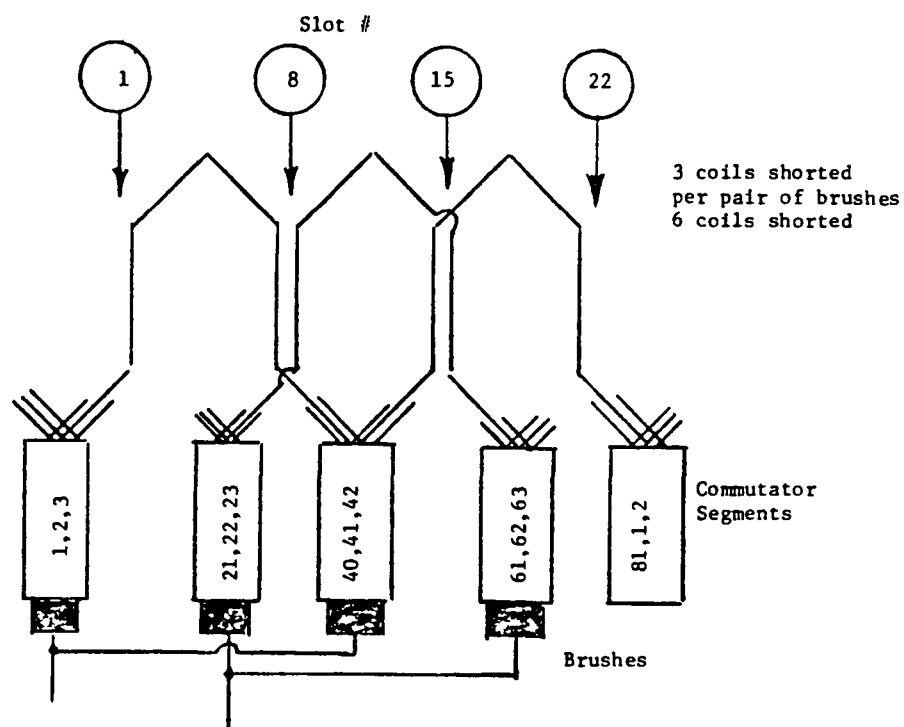 Slot #
1
8
15
22
3 coils shorted
per pair of brushes
6 coils shorted
1,2,3
21,22,23
40,41,42
61,62,63
81,1,2
Commutator
Segments
Brushes